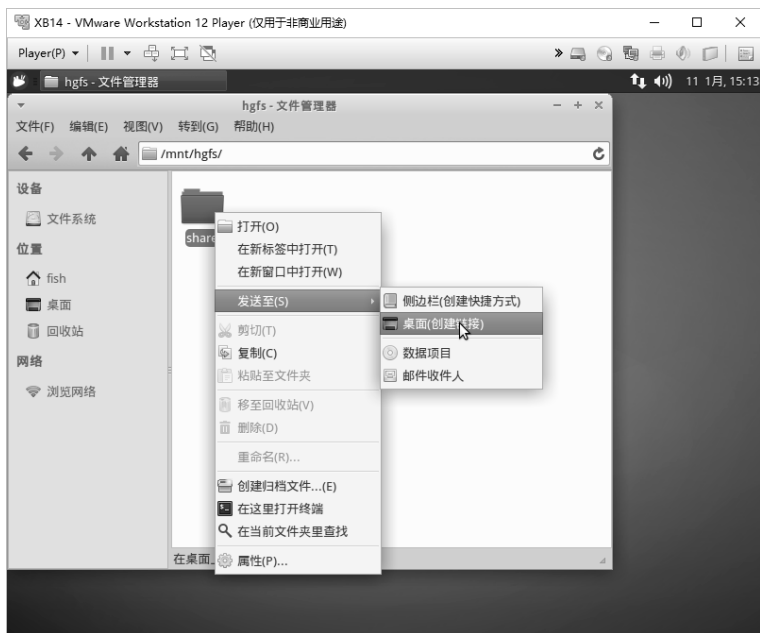 XB14 - VMware Workstation 12 Player (仅用于非商业用途)
Player(P)
hgfs - 文件管理器
11 1月, 15:13
hgfs - 文件管理器
文件(F) 编辑(E) 视图(V) 转到(G) 帮助(H)
/mnt/hgfs/
设备
文件系统
位置
fish
桌面
回收站
网络
浏览网络
share
打开(O)
在新标签中打开(T)
在新窗口中打开(W)
发送至(S)
剪切(T)
复制(C)
粘贴至文件夹
移至回收站(V)
删除(D)
重命名(R)...
创建归档文件...(E)
在这里打开终端
在当前文件夹里查找
属性(P)...
侧边栏(创建快捷方式)
桌面(创建链接)
数据项目
邮件收件人
在桌面